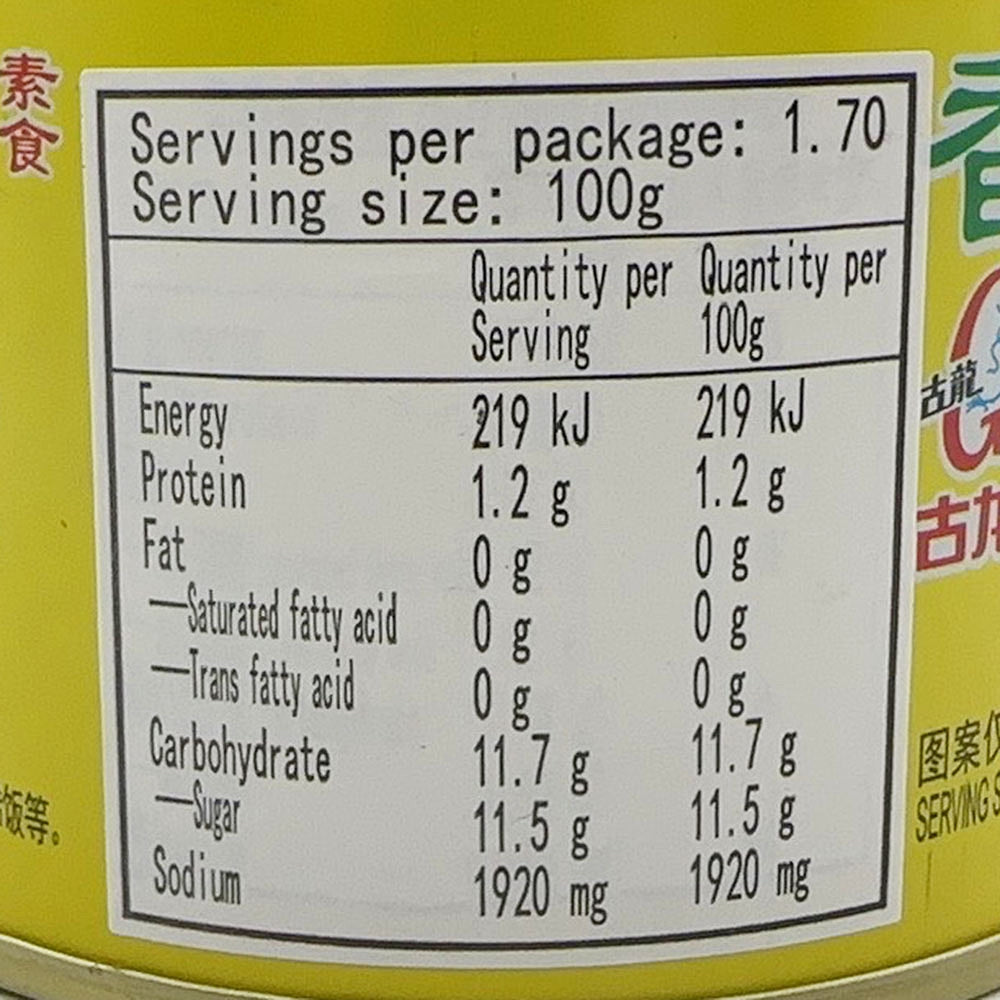 素食
Servings per package: 1.70
Serving size: 100g
Quantity per Serving Quantity per 100g
Energy 219 kJ 219 kJ
Protein 1.2 g 1.2 g
Fat 0 g 0 g
—Saturated fatty acid 0 g 0 g
—Trans fatty acid 0 g 0 g
Carbohydrate 11.7 g 11.7 g
—Sugar 11.5 g 11.5 g
Sodium 1920 mg 1920 mg
饭等。
香
古龍
古龙
图案仅
SERVING S